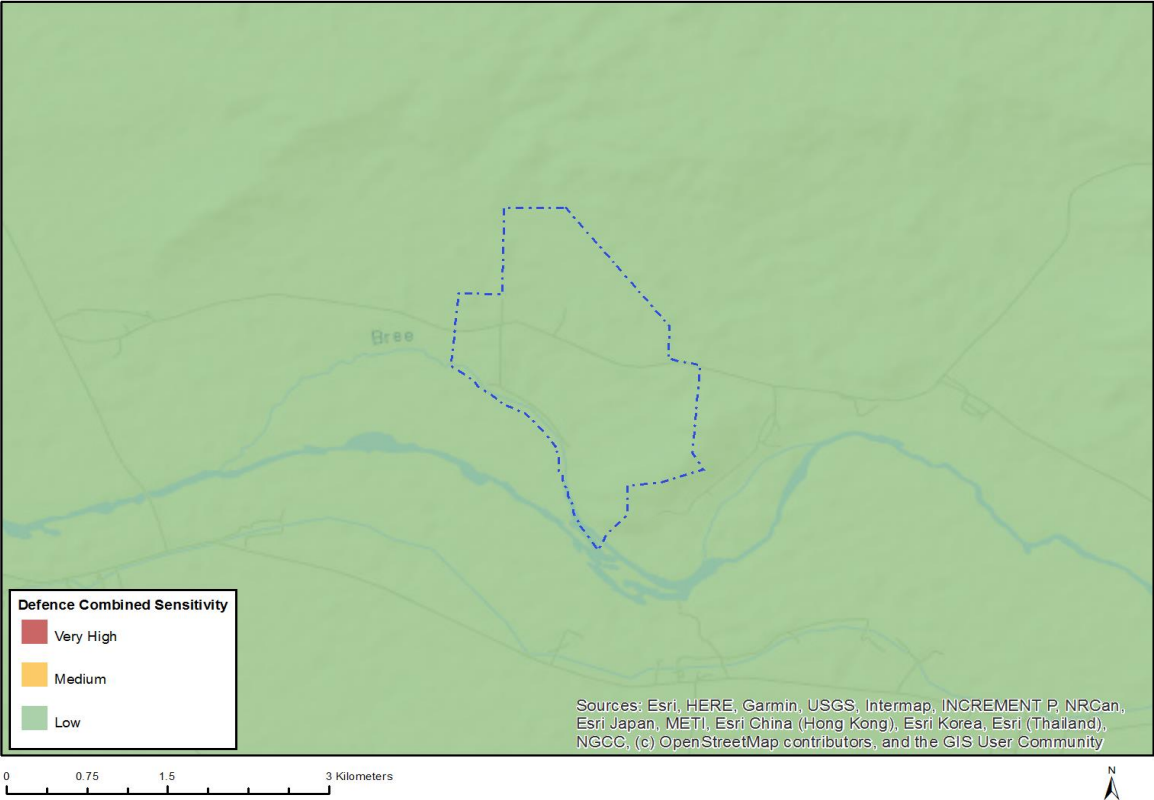 Bree
Defence Combined Sensitivity
Very High
Medium
Low
Sources: Esri, HERE, Garmin, USGS, Intermap, INCREMENT P, NRCan,
Esri Japan, METI, Esri China (Hong Kong), Esri Korea, Esri (Thailand),
NGCC, (c) OpenStreetMap contributors, and the GIS User Community
0 0.75 1.5 3 Kilometers
N